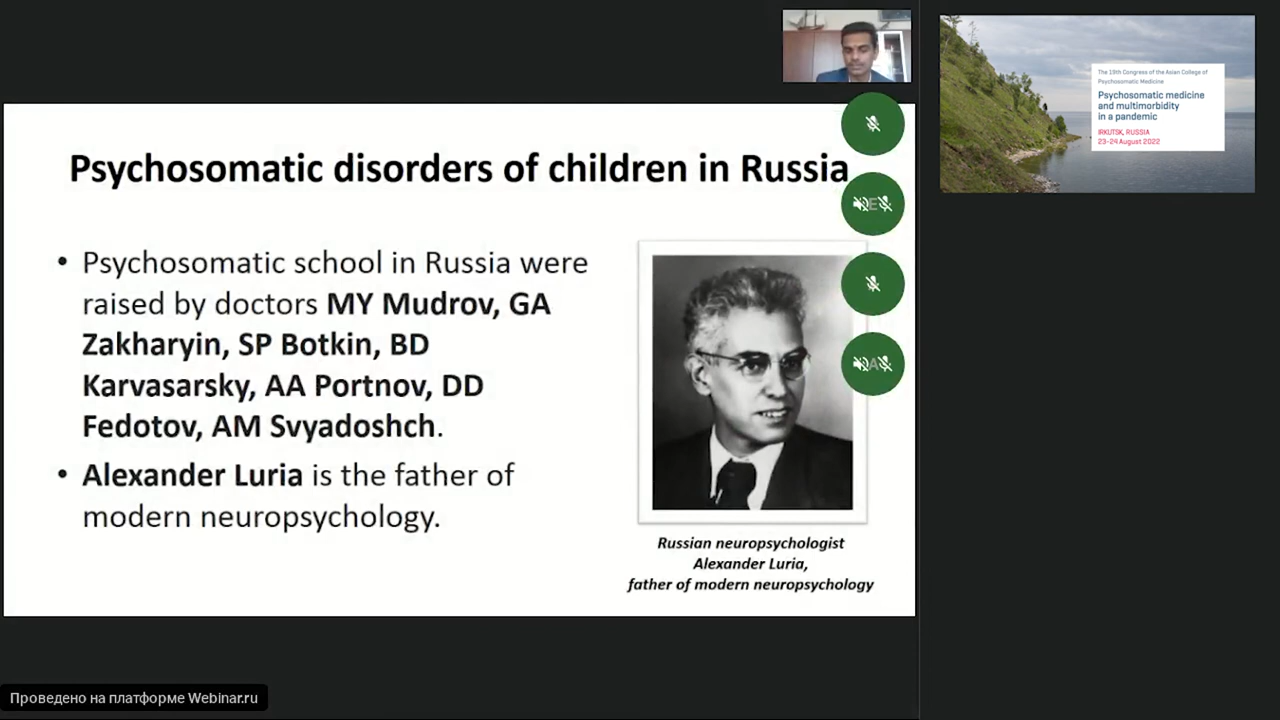 Psychosomatic disorders of children in Russia
• Psychosomatic school in Russia were
raised by doctors MY Mudrov, GA
Zakharyin, SP Botkin, BD
Karvasarsky, AA Portnov, DD
Fedotov, AM Svyadoshch.
• Alexander Luria is the father of
modern neuropsychology.
Russian neuropsychologist
Alexander Luria,
father of modern neuropsychology
E
A
The 19th Congress of the Asian College of
Psychosomatic Medicine
Psychosomatic medicine
and multimorbidity
in a pandemic
IRKUTSK, RUSSIA
23-24 August 2022
Проведено на платформе Webinar.ru